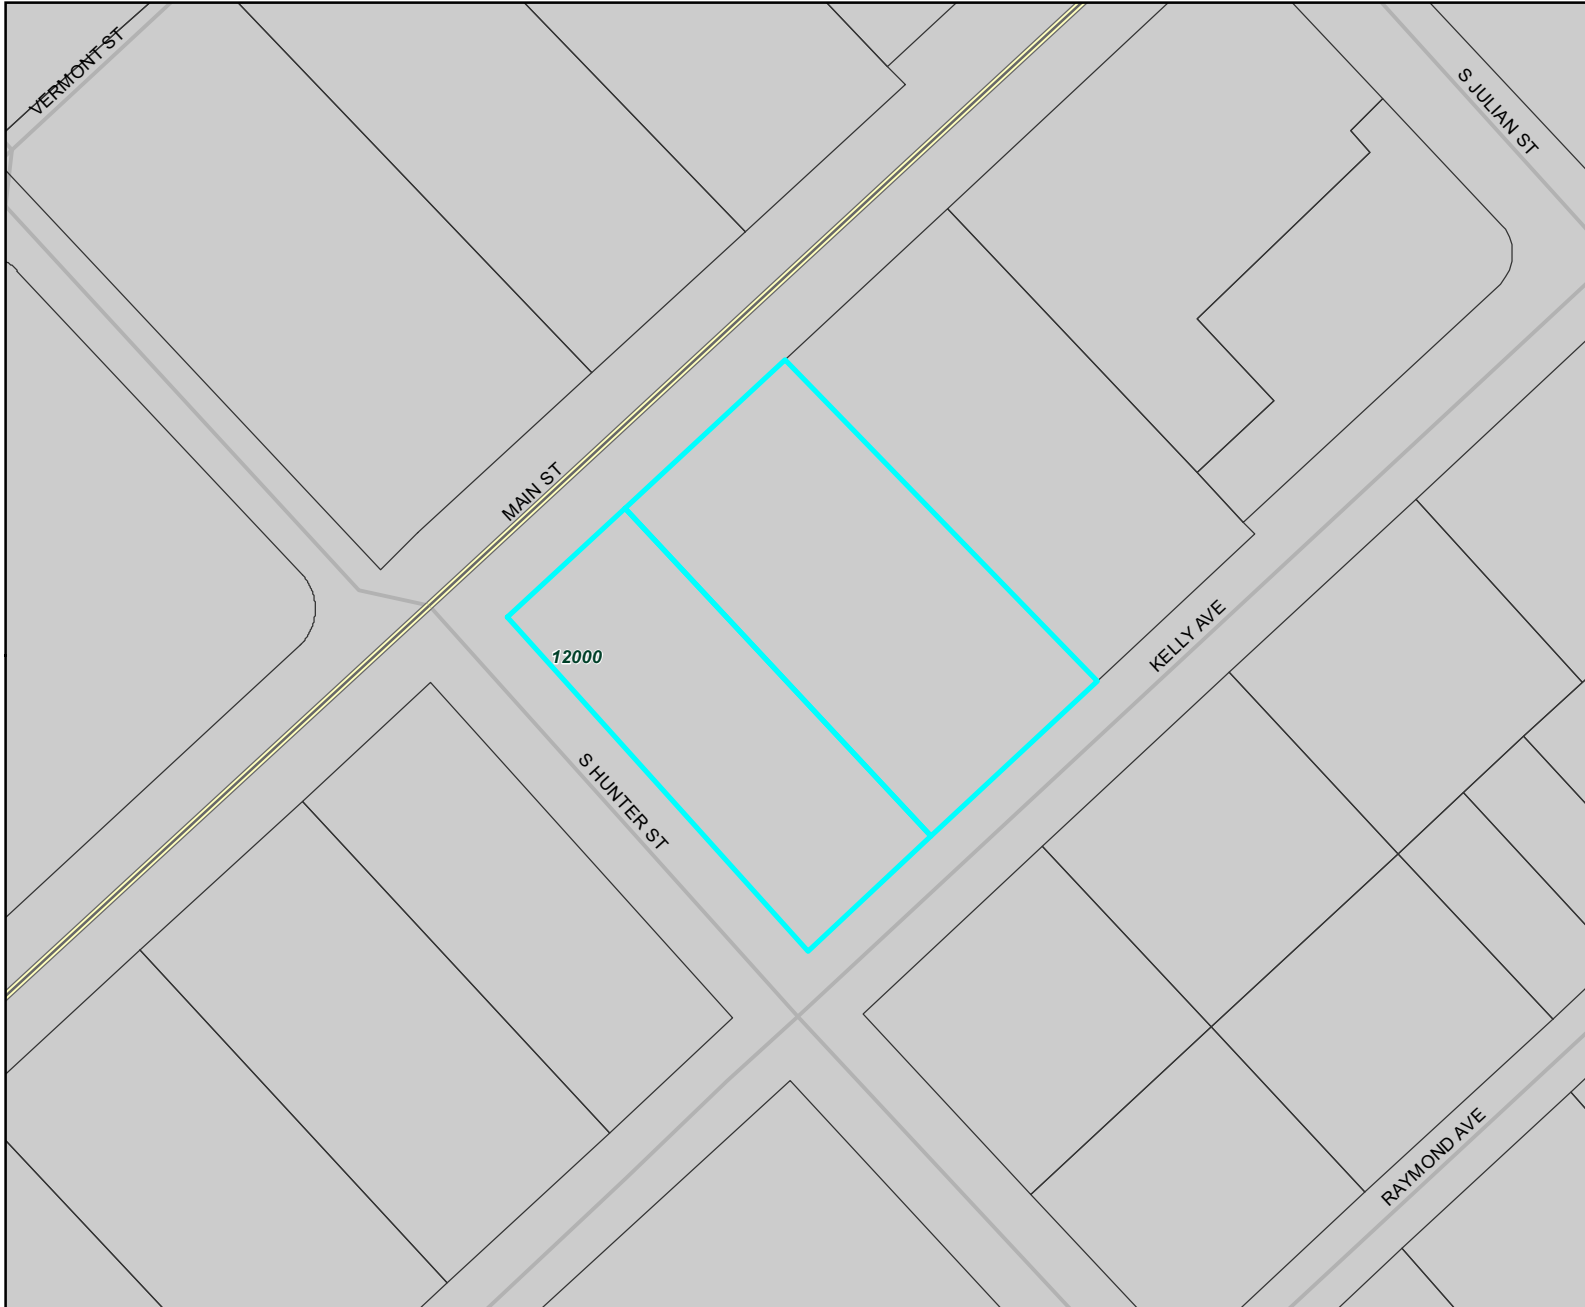 VERMONT ST
S JULIAN ST
MAIN ST
12000
KELLY AVE
S HUNTER ST
RAYMOND AVE